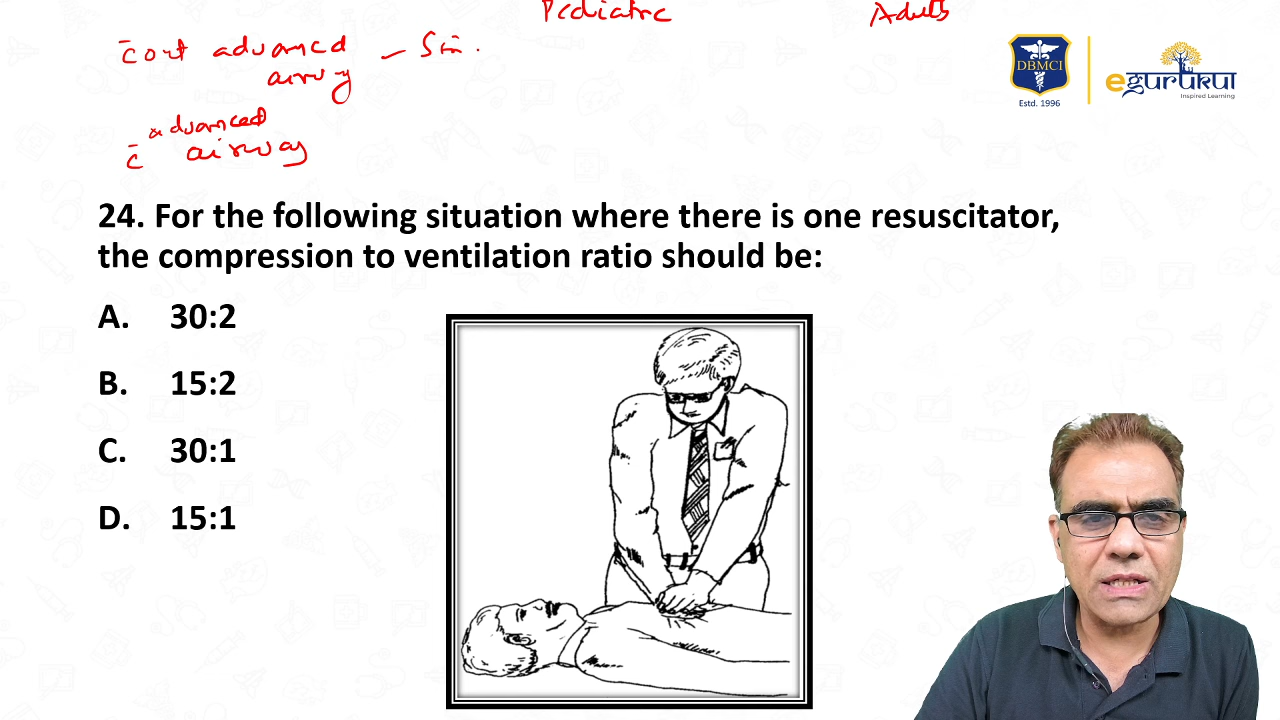 Pediatric Adults
c̄out advanced airway – Sin.
c̄ advanced airway
DBMCI
Estd. 1996
egurukul
Inspired Learning
24. For the following situation where there is one resuscitator,
the compression to ventilation ratio should be:
A. 30:2
B. 15:2
C. 30:1
D. 15:1